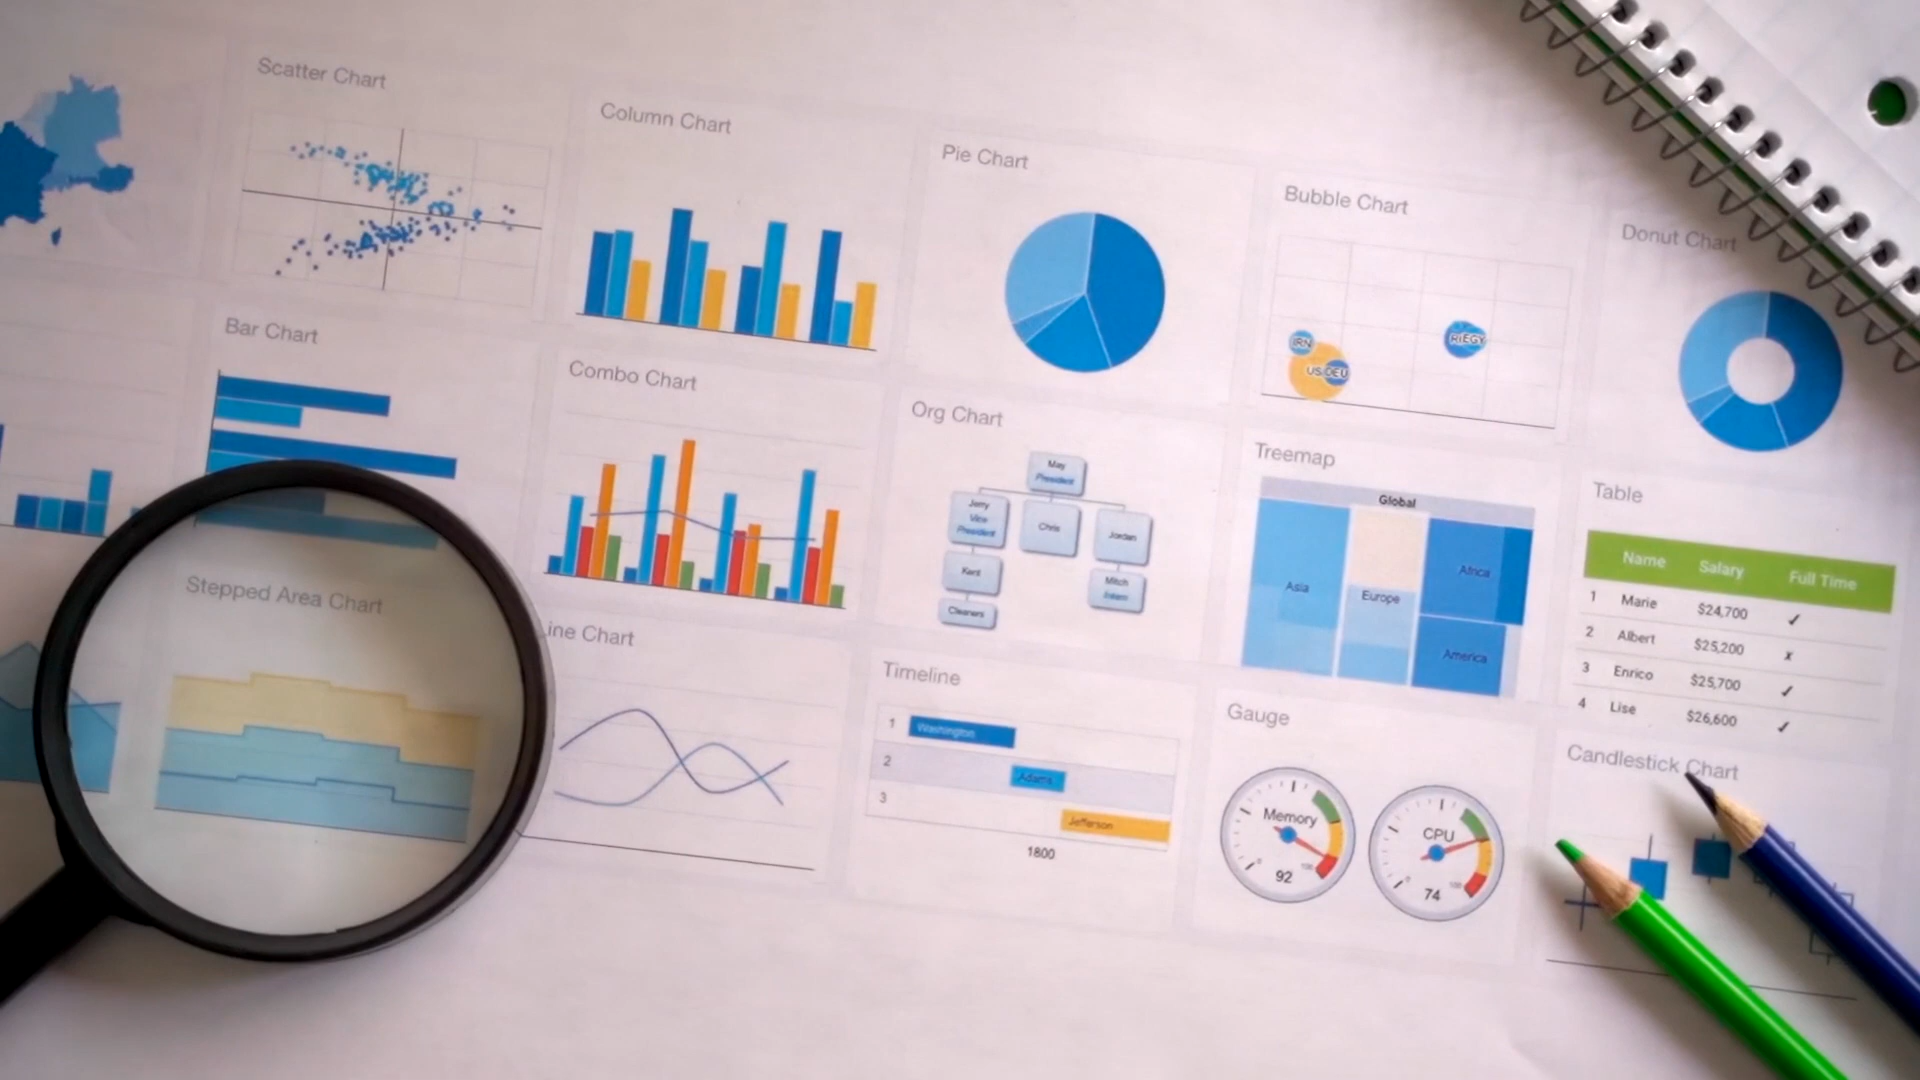 Scatter Chart
Column Chart
Pie Chart
Bubble Chart
IRN
US
DEU
Donut Chart
Bar Chart
Combo Chart
Org Chart
May
President
Jerry
Vice
President
Chris
Jordan
Kent
Mitch
Intern
Cleaners
Treemap
Global
Asia
Europe
Africa
America
Table
Name Salary Full Time
1 Marie $24,700 ✓
2 Albert $25,200 x
3 Enrico $25,700 ✓
4 Lise $26,600 ✓
Stepped Area Chart
ine Chart
Timeline
1 Washington
2 Adams
3 Jefferson
1800
Gauge
Memory
0 100
92
CPU
0 100
74
Candlestick Chart